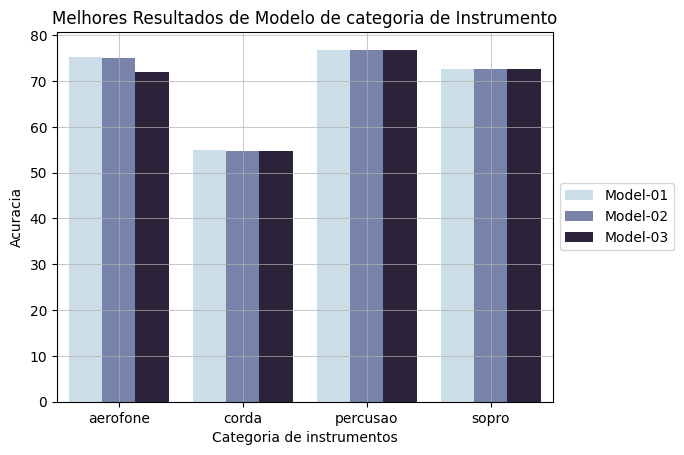 Melhores Resultados de Modelo de categoria de Instrumento
80
70
60
50
40
30
20
10
0
Acuracia
aerofone corda percusao sopro
Categoria de instrumentos
Model-01
Model-02
Model-03